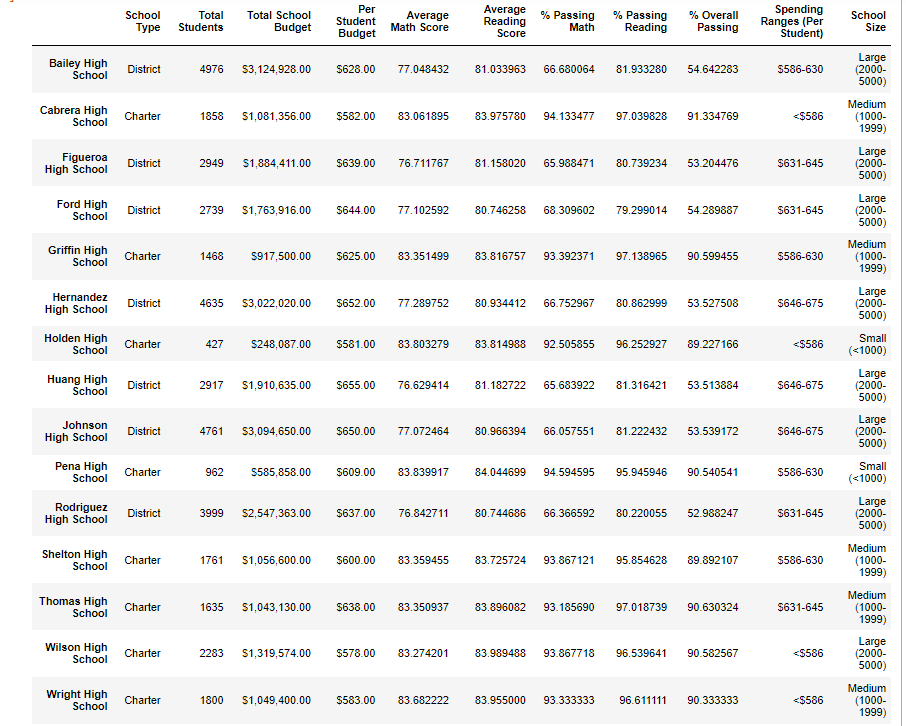 School Type Total Students Total School Budget Per Student Budget Average Math Score Average Reading Score % Passing Math % Passing Reading % Overall Passing Spending Ranges (Per Student) School Size
Bailey High School District 4976 $3,124,928.00 $628.00 77.048432 81.033963 66.680064 81.933280 54.642283 $586-630 Large (2000-5000)
Cabrera High School Charter 1858 $1,081,356.00 $582.00 83.061895 83.975780 94.133477 97.039828 91.334769 <$586 Medium (1000-1999)
Figueroa High School District 2949 $1,884,411.00 $639.00 76.711767 81.158020 65.988471 80.739234 53.204476 $631-645 Large (2000-5000)
Ford High School District 2739 $1,763,916.00 $644.00 77.102592 80.746258 68.309602 79.299014 54.289887 $631-645 Large (2000-5000)
Griffin High School Charter 1468 $917,500.00 $625.00 83.351499 83.816757 93.392371 97.138965 90.599455 $586-630 Medium (1000-1999)
Hernandez High School District 4635 $3,022,020.00 $652.00 77.289752 80.934412 66.752967 80.862999 53.527508 $646-675 Large (2000-5000)
Holden High School Charter 427 $248,087.00 $581.00 83.803279 83.814988 92.505855 96.252927 89.227166 <$586 Small (<1000)
Huang High School District 2917 $1,910,635.00 $655.00 76.629414 81.182722 65.683922 81.316421 53.513884 $646-675 Large (2000-5000)
Johnson High School District 4761 $3,094,650.00 $650.00 77.072464 80.966394 66.057551 81.222432 53.539172 $646-675 Large (2000-5000)
Pena High School Charter 962 $585,858.00 $609.00 83.839917 84.044699 94.594595 95.945946 90.540541 $586-630 Small (<1000)
Rodriguez High School District 3999 $2,547,363.00 $637.00 76.842711 80.744686 66.366592 80.220055 52.988247 $631-645 Large (2000-5000)
Shelton High School Charter 1761 $1,056,600.00 $600.00 83.359455 83.725724 93.867121 95.854628 89.892107 $586-630 Medium (1000-1999)
Thomas High School Charter 1635 $1,043,130.00 $638.00 83.350937 83.896082 93.185690 97.018739 90.630324 $631-645 Medium (1000-1999)
Wilson High School Charter 2283 $1,319,574.00 $578.00 83.274201 83.989488 93.867718 96.539641 90.582567 <$586 Large (2000-5000)
Wright High School Charter 1800 $1,049,400.00 $583.00 83.682222 83.955000 93.333333 96.611111 90.333333 <$586 Medium (1000-1999)